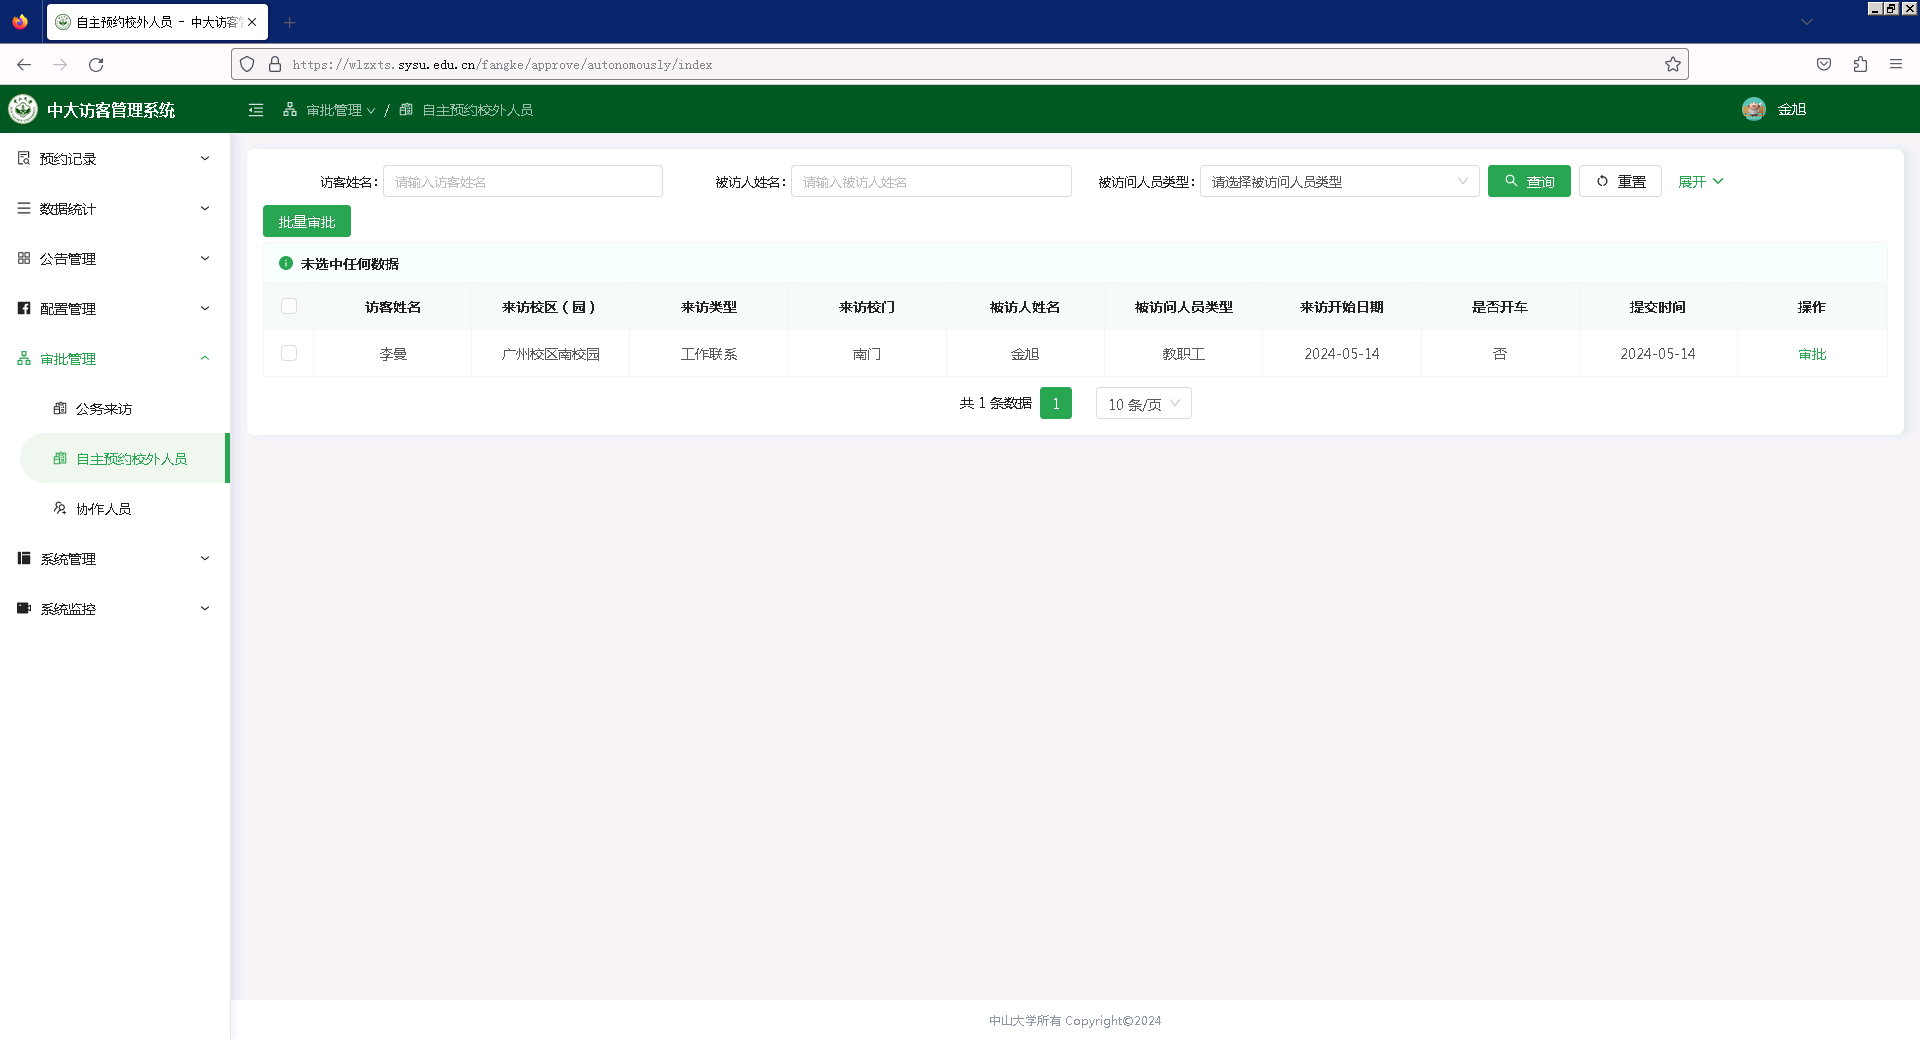 自主预约校外人员 - 中大访客
https://wlzxts.sysu.edu.cn/fangke/approve/autonomously/index
中大访客管理系统
审批管理 / 自主预约校外人员
金旭
预约记录
数据统计
公告管理
配置管理
审批管理
公务来访
自主预约校外人员
协作人员
系统管理
系统监控
访客姓名: 请输入访客姓名 被访人姓名: 请输入被访人姓名 被访问人员类型: 请选择被访问人员类型 查询 重置 展开
批量审批
未选中任何数据
访客姓名 来访校区（园） 来访类型 来访校门 被访人姓名 被访问人员类型 来访开始日期 是否开车 提交时间 操作
李曼 广州校区南校园 工作联系 南门 金旭 教职工 2024-05-14 否 2024-05-14 审批
共 1 条数据 1 10 条/页
中山大学所有 Copyright©2024